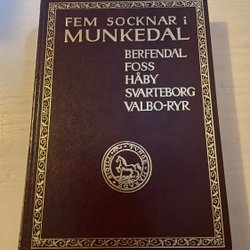 FEM SOCKNAR i
MUNKEDAL
BERFENDAL
FOSS
HÅBY
SVARTEBORG
VALBO-RYR